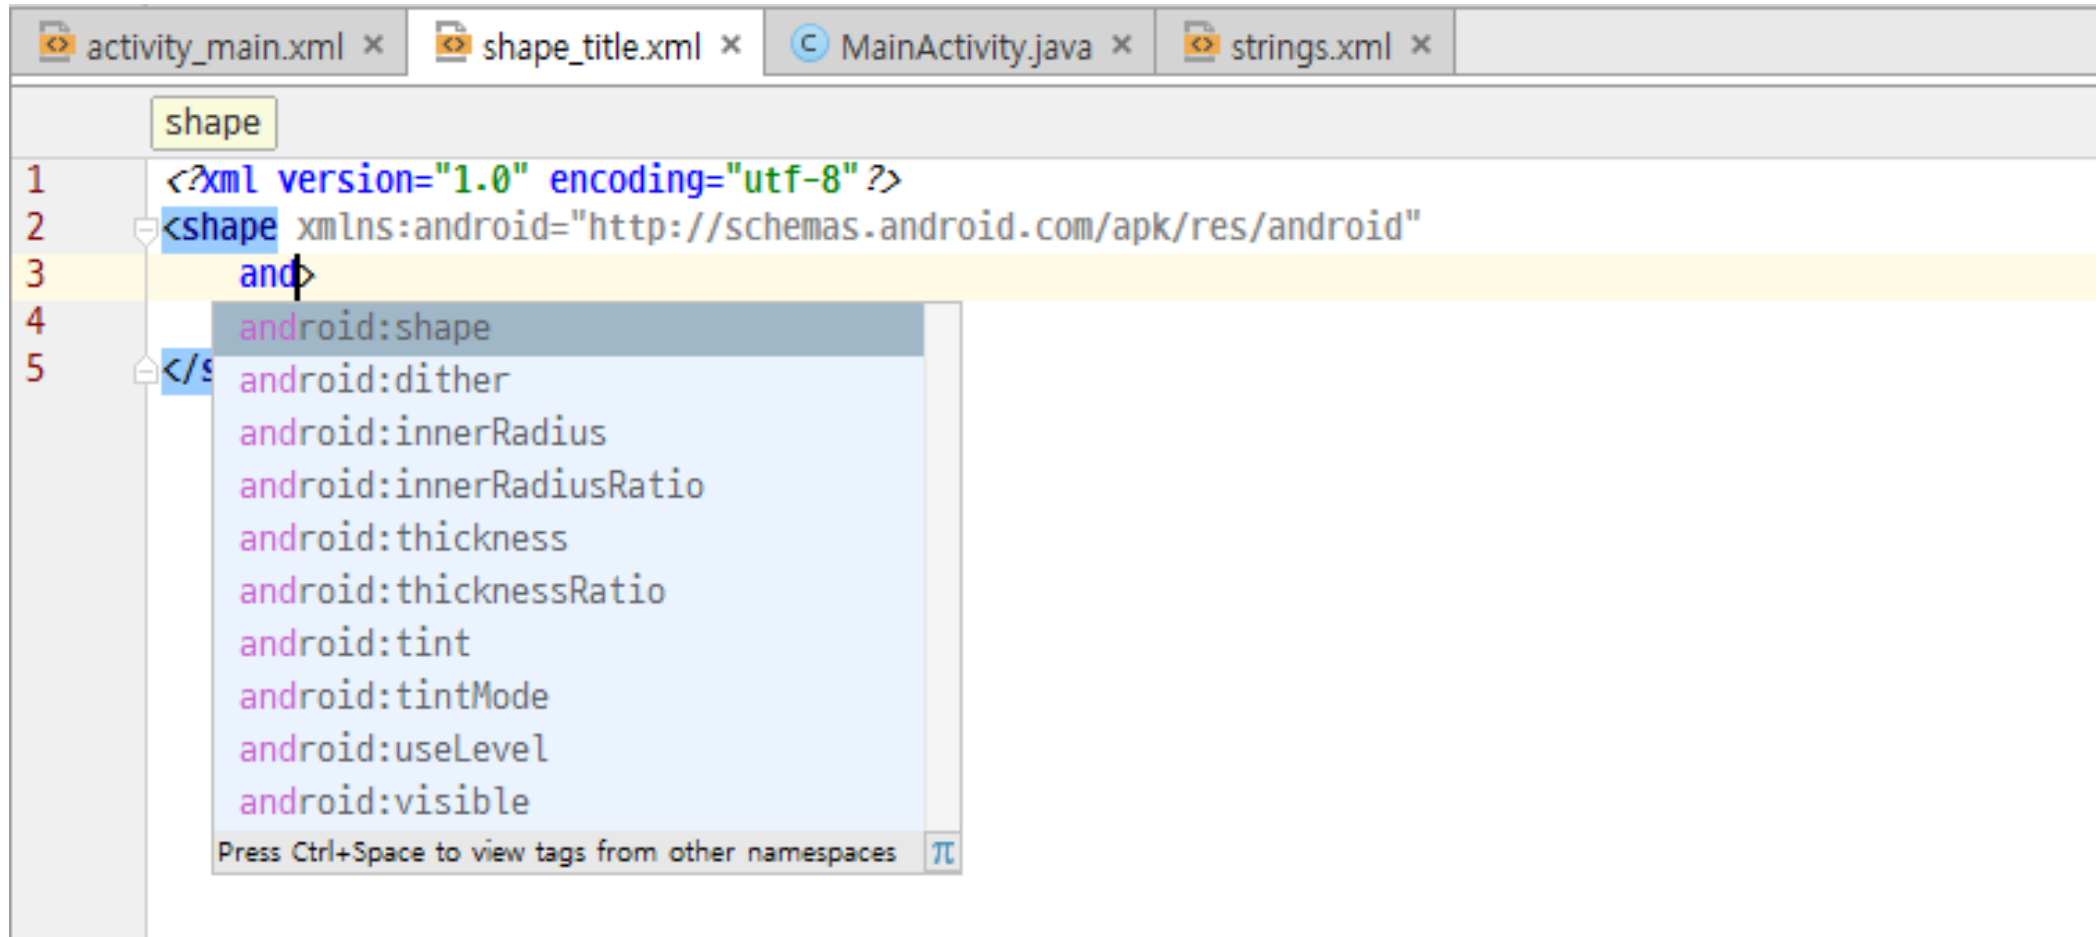 activity_main.xml × shape_title.xml × C MainActivity.java × strings.xml ×
shape
1 <?xml version="1.0" encoding="utf-8"?>
2 <shape xmlns:android="http://schemas.android.com/apk/res/android"
3 and>
android:shape
4
android:dither
5 </s
android:innerRadius
android:innerRadiusRatio
android:thickness
android:thicknessRatio
android:tint
android:tintMode
android:useLevel
android:visible
Press Ctrl+Space to view tags from other namespaces π